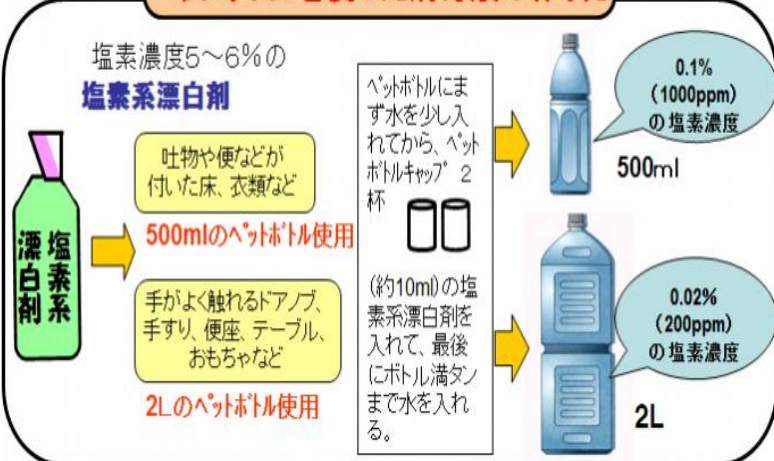 塩素濃度5～6%の
塩素系漂白剤
塩素系
漂白剤
吐物や便などが
付いた床、衣類など
500mlのペットボトル使用
手がよく触れるドアノブ、
手すり、便座、テーブル、
おもちゃなど
2Lのペットボトル使用
ペットボトルにま
ず水を少し入
れてから、ペット
ボトルキャップ 2
杯
(約10ml)の塩
素系漂白剤を
入れて、最後
にボトル満タン
まで水を入れ
る。
0.1%
(1000ppm)
の塩素濃度
500ml
0.02%
(200ppm)
の塩素濃度
2L